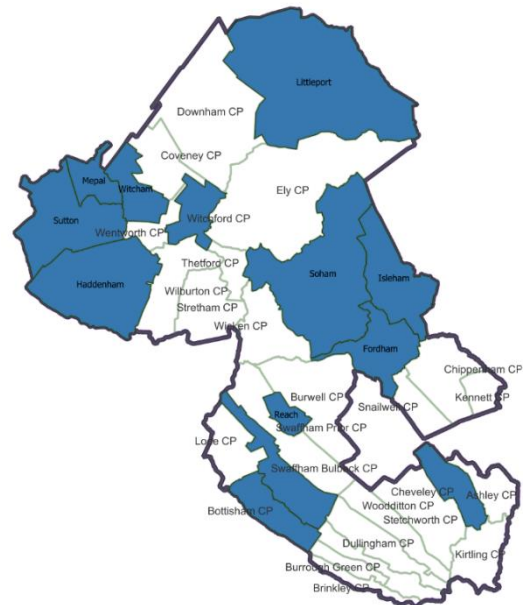 Littleport
Downham CP
Coveney CP
Mepal
Witcham
Ely CP
Witchford CP
Sutton
Wentworth CP
Thetford CP
Soham
Isleham
Haddenham
Wilburton CP
Stretham CP
Wicken CP
Fordham
Chippenham CP
Kennett CP
Burwell CP
Snailwell CP
Reach
Swaffham Prior CP
Lode CP
Swaffham Bulbeck CP
Cheveley CP
Ashley CP
Woodditton CP
Bottisham CP
Stetchworth CP
Dullingham CP
Kirtling CP
Burrough Green CP
Brinkley CP